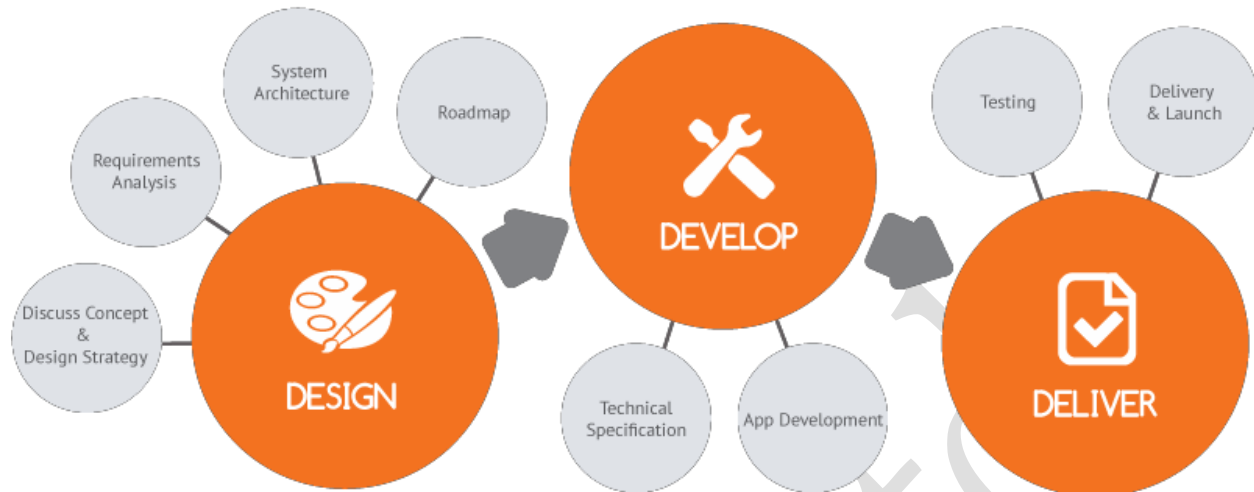 Discuss Concept
&
Design Strategy
Requirements
Analysis
System
Architecture
Roadmap
DESIGN
DEVELOP
Technical
Specification
App Development
Testing
Delivery
& Launch
DELIVER